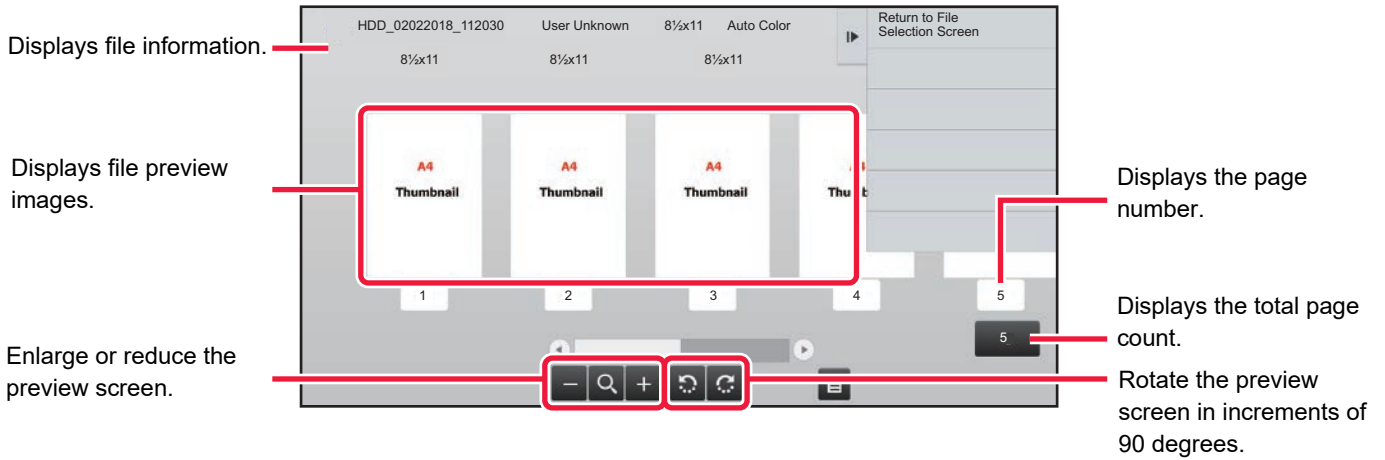 HDD_02022018_112030 User Unknown 8½x11 Auto Color
Return to File
Selection Screen
Displays file information.
8½x11 8½x11 8½x11
Displays file preview
images.
A4
Thumbnail
A4
Thumbnail
A4
Thumbnail
Displays the page
number.
1 2 3 4 5
Displays the total page
count.
5
Enlarge or reduce the
preview screen.
Rotate the preview
screen in increments of
90 degrees.